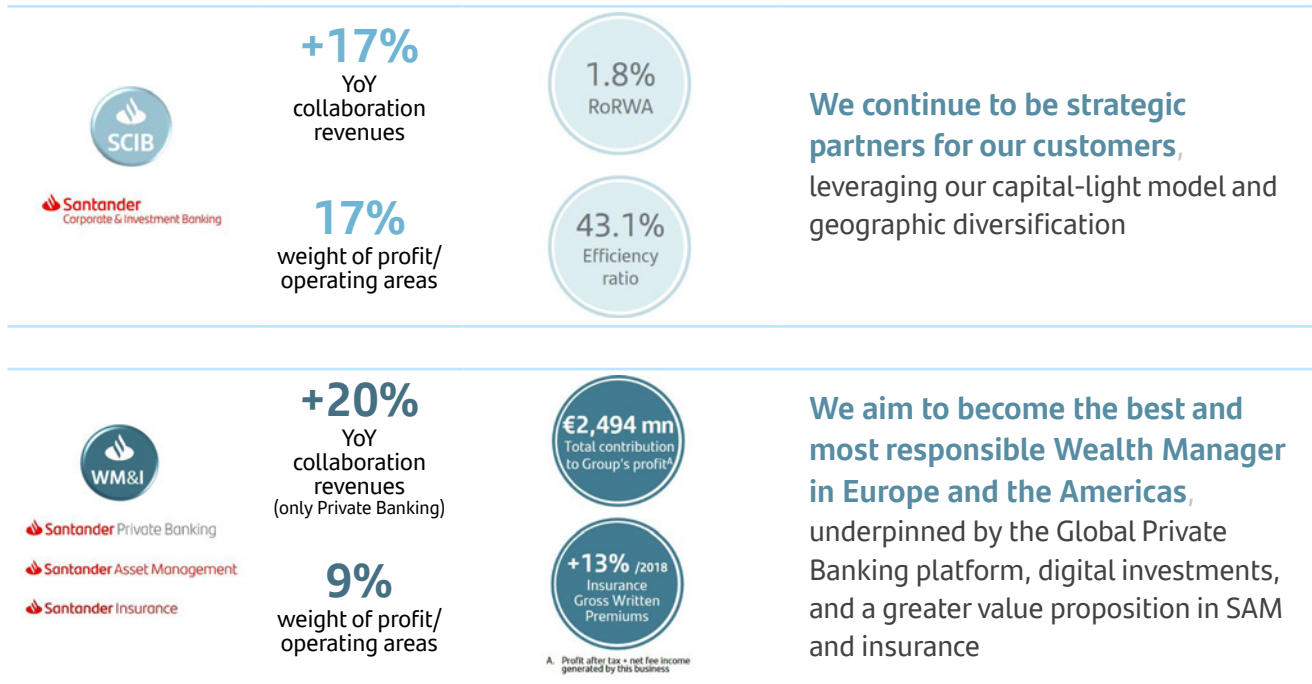 SCIB
Santander
Corporate & Investment Banking
+17%
YoY
collaboration
revenues
17%
weight of profit/
operating areas
1.8%
RoRWA
43.1%
Efficiency
ratio
We continue to be strategic
partners for our customers,
leveraging our capital-light model and
geographic diversification
WM&I
Santander Private Banking
Santander Asset Management
Santander Insurance
+20%
YoY
collaboration
revenues
(only Private Banking)
9%
weight of profit/
operating areas
€2,494 mn
Total contribution
to Group's profitᴬ
+13% /2018
Insurance
Gross Written
Premiums
A. Profit after tax + net fee income
generated by this business
We aim to become the best and
most responsible Wealth Manager
in Europe and the Americas,
underpinned by the Global Private
Banking platform, digital investments,
and a greater value proposition in SAM
and insurance